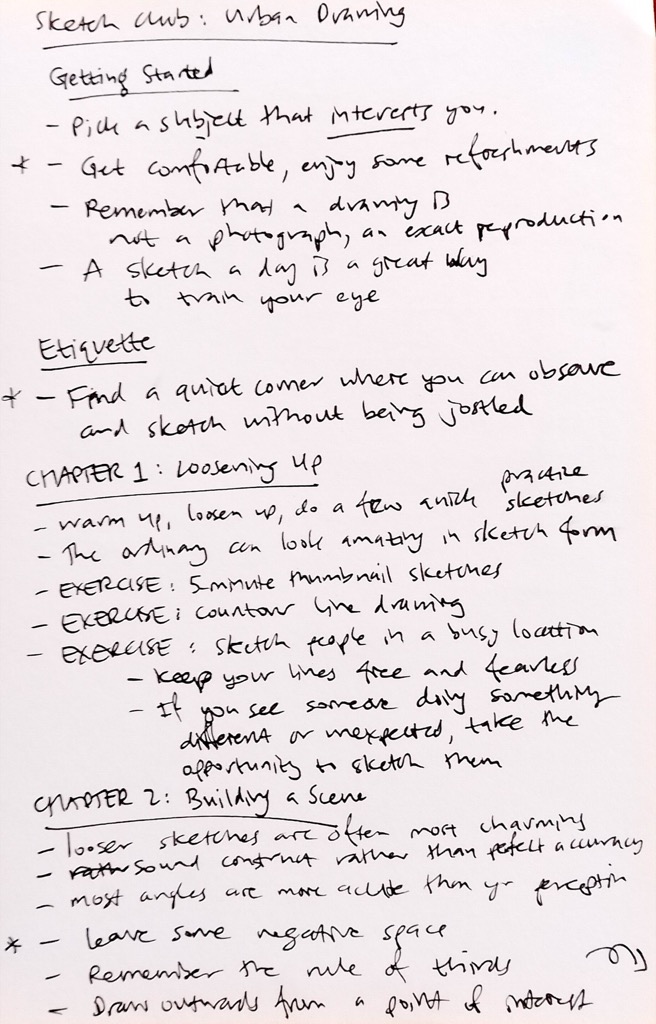 Sketch Club: Urban Drawing
Getting Started
- Pick a subject that interests you.
* - Get comfortable, enjoy some refreshments
- Remember that a drawing is
not a photograph, an exact reproduction
- A sketch a day is a great way
to train your eye
Etiquette
* - Find a quiet corner where you can observe
and sketch without being jostled
CHAPTER 1: Loosening Up
- warm up, loosen up, do a few quick practice sketches
- The ordinary can look amazing in sketch form
- EXERCISE: 5 minute thumbnail sketches
- EXERCISE: countour line drawing
- EXERCISE: sketch people in a busy location
- keep your lines free and fearless
- If you see someone doing something
different or unexpected, take the
opportunity to sketch them
CHAPTER 2: Building a Scene
- looser sketches are often most charming
- sound construct rather than perfect accuracy
- most angles are more acute than yr perception
* - leave some negative space
- Remember the rule of thirds
- Draw outwards from a point of interest